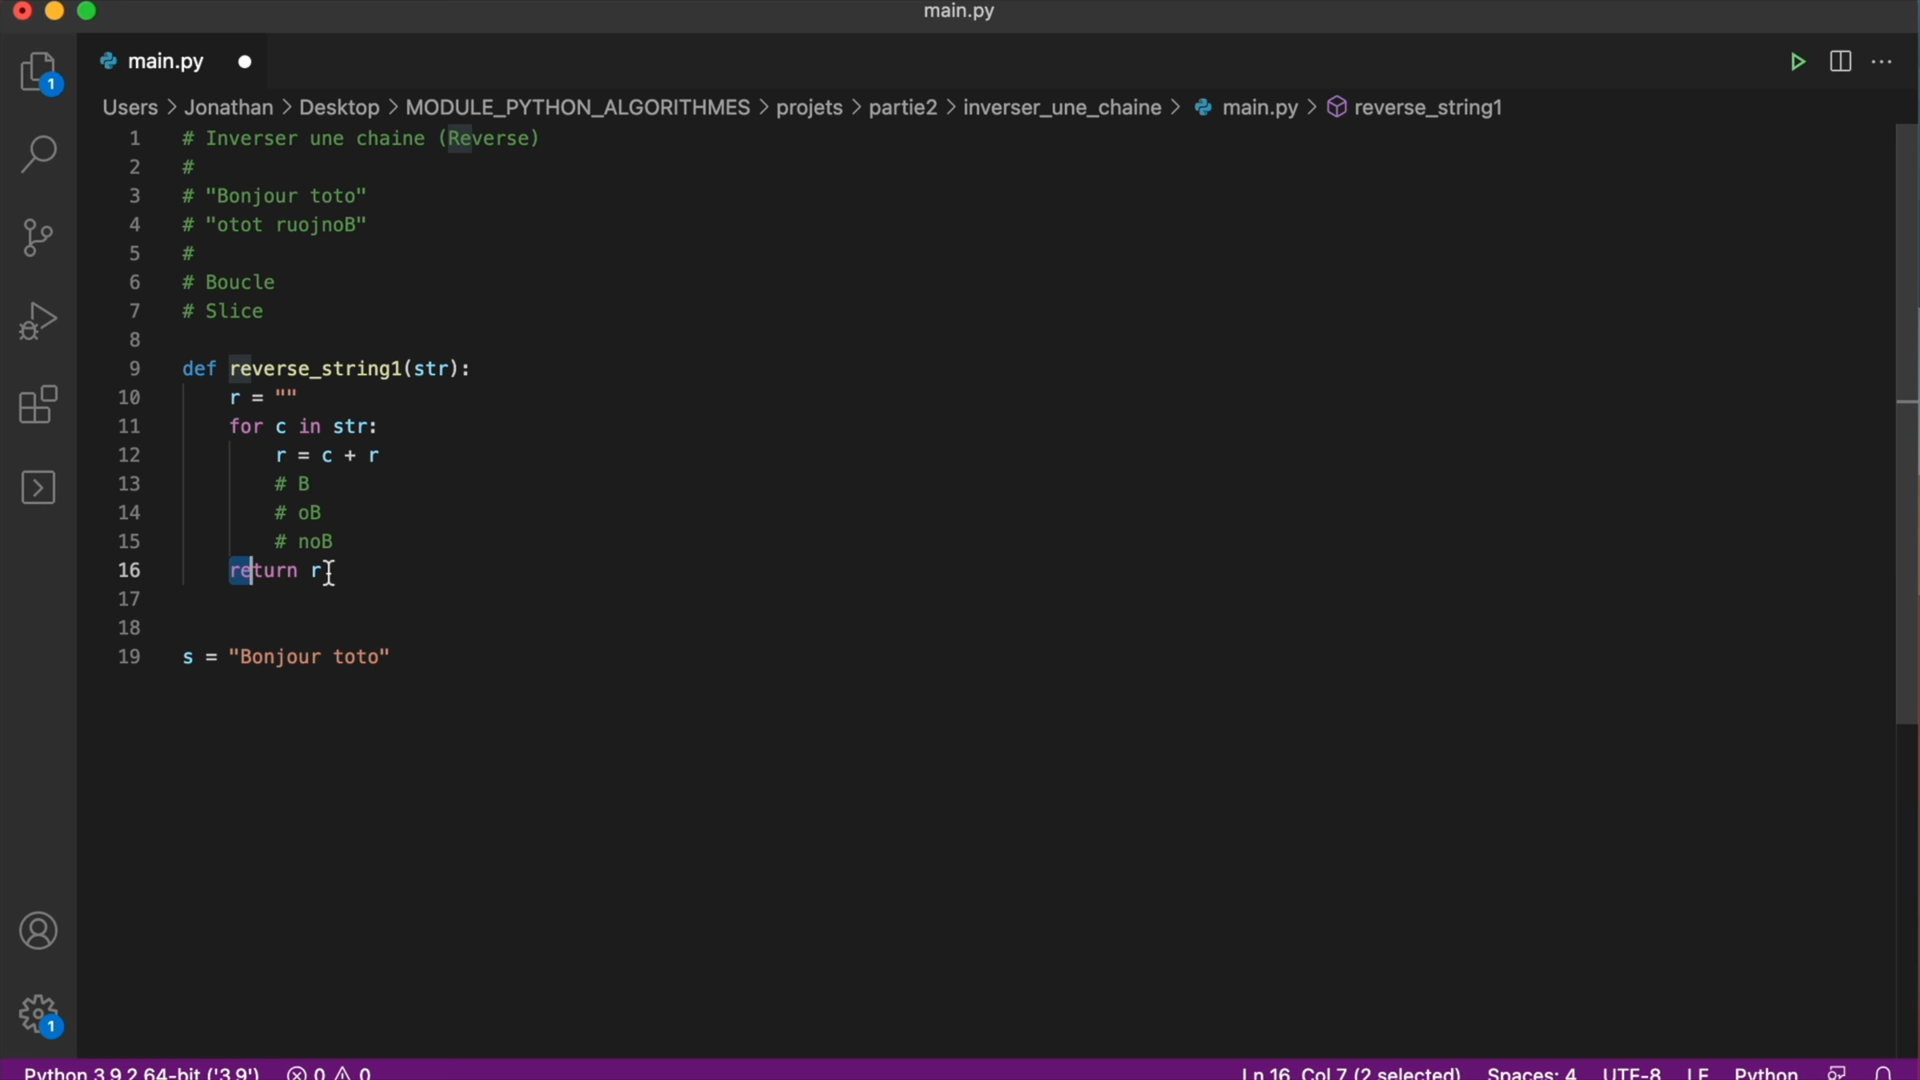 main.py
main.py
Users > Jonathan > Desktop > MODULE_PYTHON_ALGORITHMES > projets > partie2 > inverser_une_chaine > main.py > reverse_string1
1 # Inverser une chaine (Reverse)
2 #
3 # "Bonjour toto"
4 # "otot ruojnoB"
5 #
6 # Boucle
7 # Slice
8
9 def reverse_string1(str):
10 r = ""
11 for c in str:
12 r = c + r
13 # B
14 # oB
15 # noB
16 return r
17
18
19 s = "Bonjour toto"
1
1
Python 3.9.2 64-bit ('3.9') 0 0 Ln 16, Col 7 (2 selected) Spaces: 4 UTF-8 LF Python